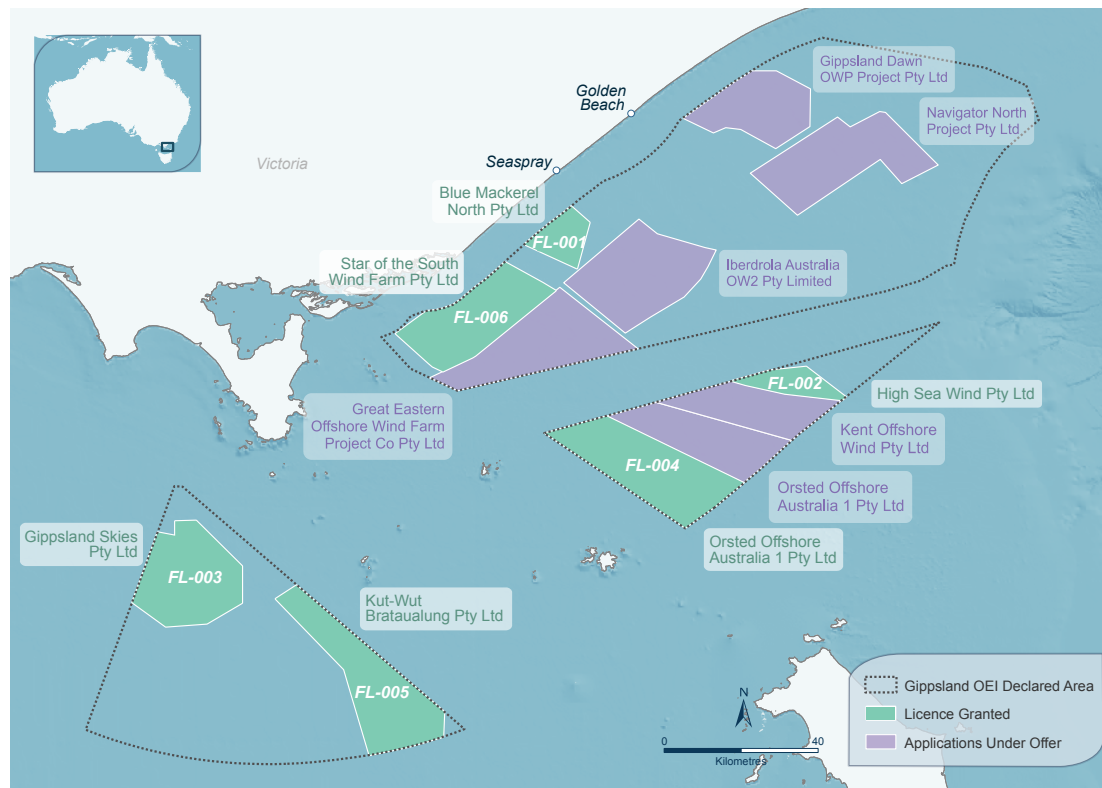 Gippsland Dawn
OWP Project Pty Ltd
Golden
Beach
Navigator North
Project Pty Ltd
Victoria
Seaspray
Blue Mackerel
North Pty Ltd
FL-001
Star of the South
Wind Farm Pty Ltd
Iberdrola Australia
OW2 Pty Limited
FL-006
FL-002
High Sea Wind Pty Ltd
Great Eastern
Offshore Wind Farm
Project Co Pty Ltd
Kent Offshore
Wind Pty Ltd
FL-004
Orsted Offshore
Australia 1 Pty Ltd
Orsted Offshore
Australia 1 Pty Ltd
Gippsland Skies
Pty Ltd
FL-003
Kut-Wut
Brataualung Pty Ltd
FL-005
N
0
40
Kilometres
Gippsland OEI Declared Area
Licence Granted
Applications Under Offer